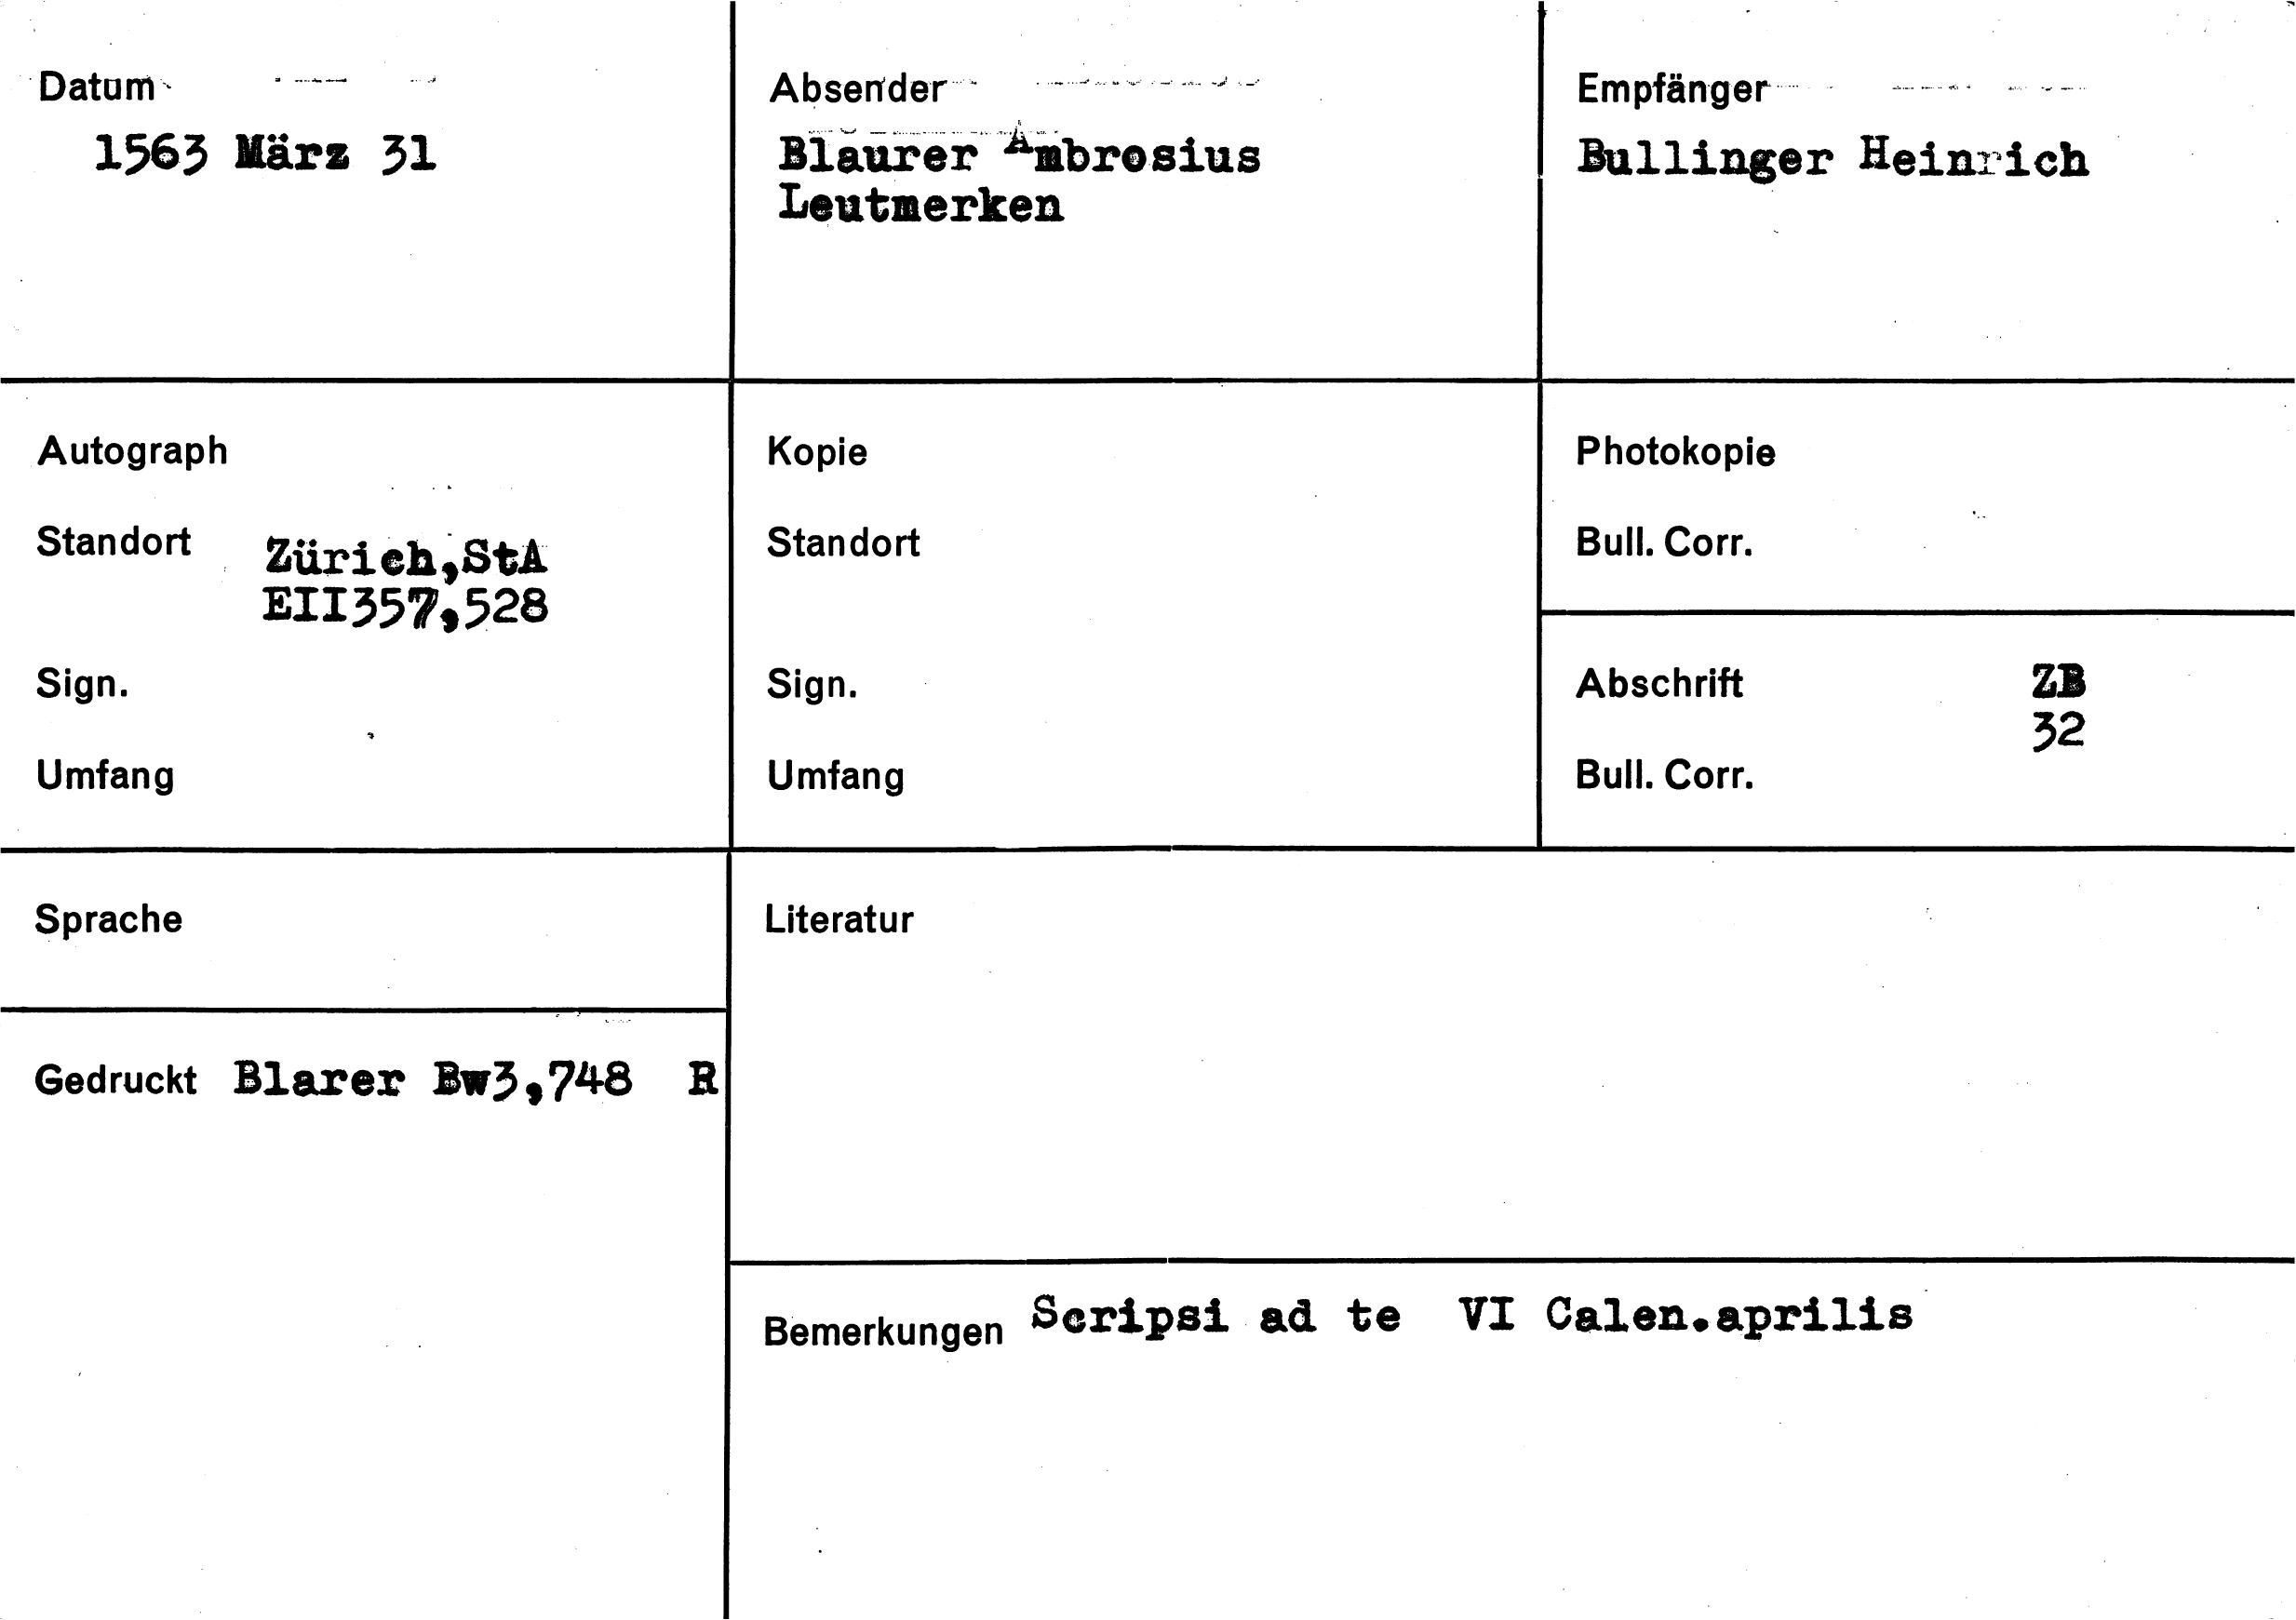 Datum
1563 März 31
Absender
Blaurer Ambrosius
Leutmerken
Empfänger
Bullinger Heinrich
Autograph
Standort Zürich,StA
EII357,528
Sign.
Umfang
Kopie
Standort
Sign.
Umfang
Photokopie
Bull. Corr.
Abschrift ZB
32
Bull. Corr.
Sprache
Gedruckt Blarer Bw3,748 R
Literatur
Bemerkungen Scripsi ad te VI Calen.aprilis